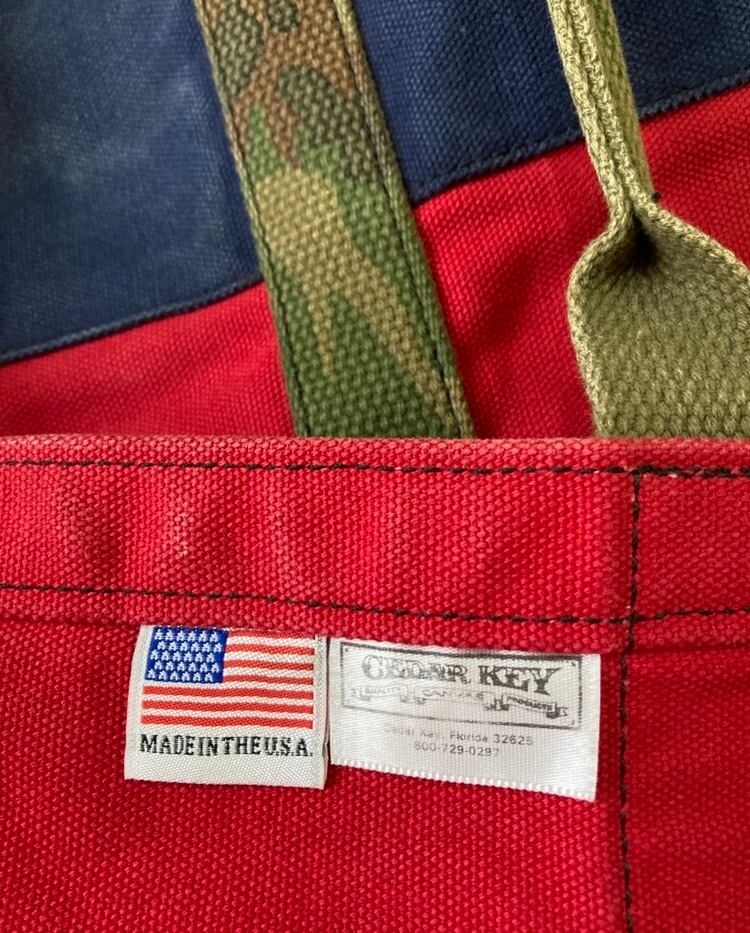 MADE IN THE U.S.A.
CEDAR KEY
QUALITY CANVAS PRODUCTS
Cedar Key, Florida 32625
800-729-0297